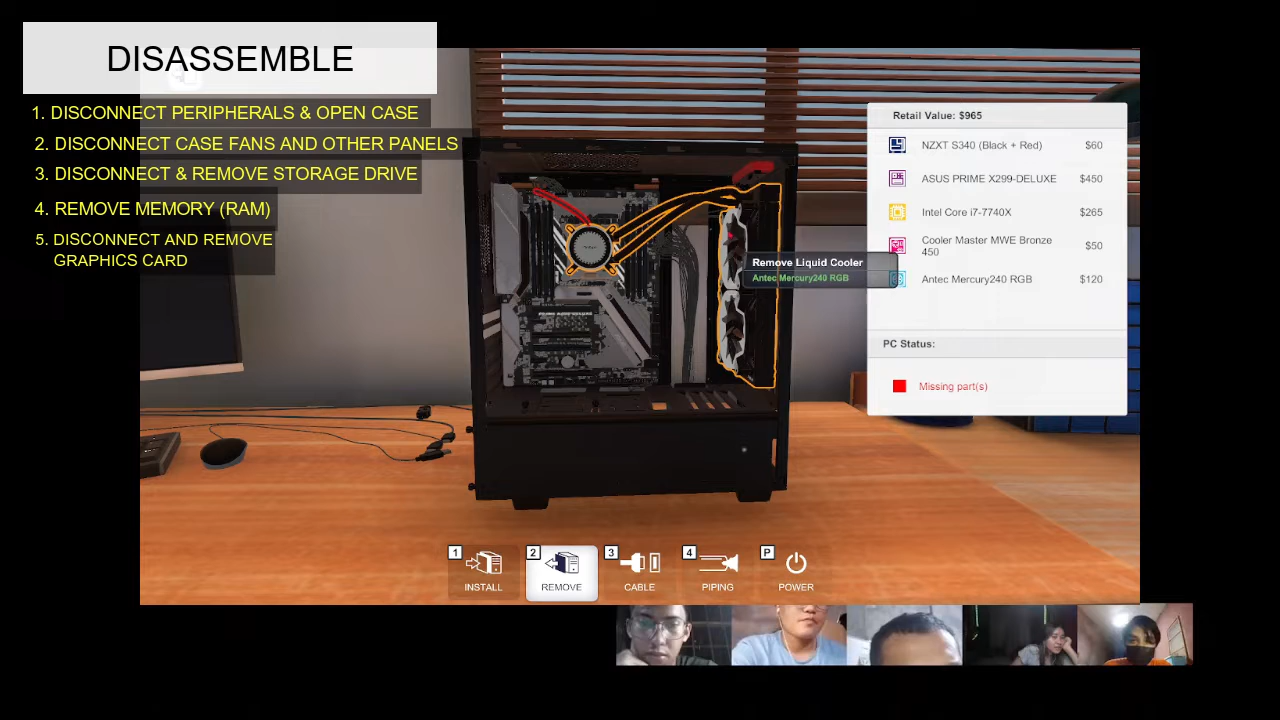 DISASSEMBLE
1. DISCONNECT PERIPHERALS & OPEN CASE
2. DISCONNECT CASE FANS AND OTHER PANELS
3. DISCONNECT & REMOVE STORAGE DRIVE
4. REMOVE MEMORY (RAM)
5. DISCONNECT AND REMOVE
GRAPHICS CARD
Retail Value: $965
NZXT S340 (Black + Red) $60
ASUS PRIME X299-DELUXE $450
Intel Core i7-7740X $265
Cooler Master MWE Bronze
450 $50
Antec Mercury240 RGB $120
PC Status:
Missing part(s)
Remove Liquid Cooler
Antec Mercury240 RGB
1 INSTALL
2 REMOVE
3 CABLE
4 PIPING
P POWER